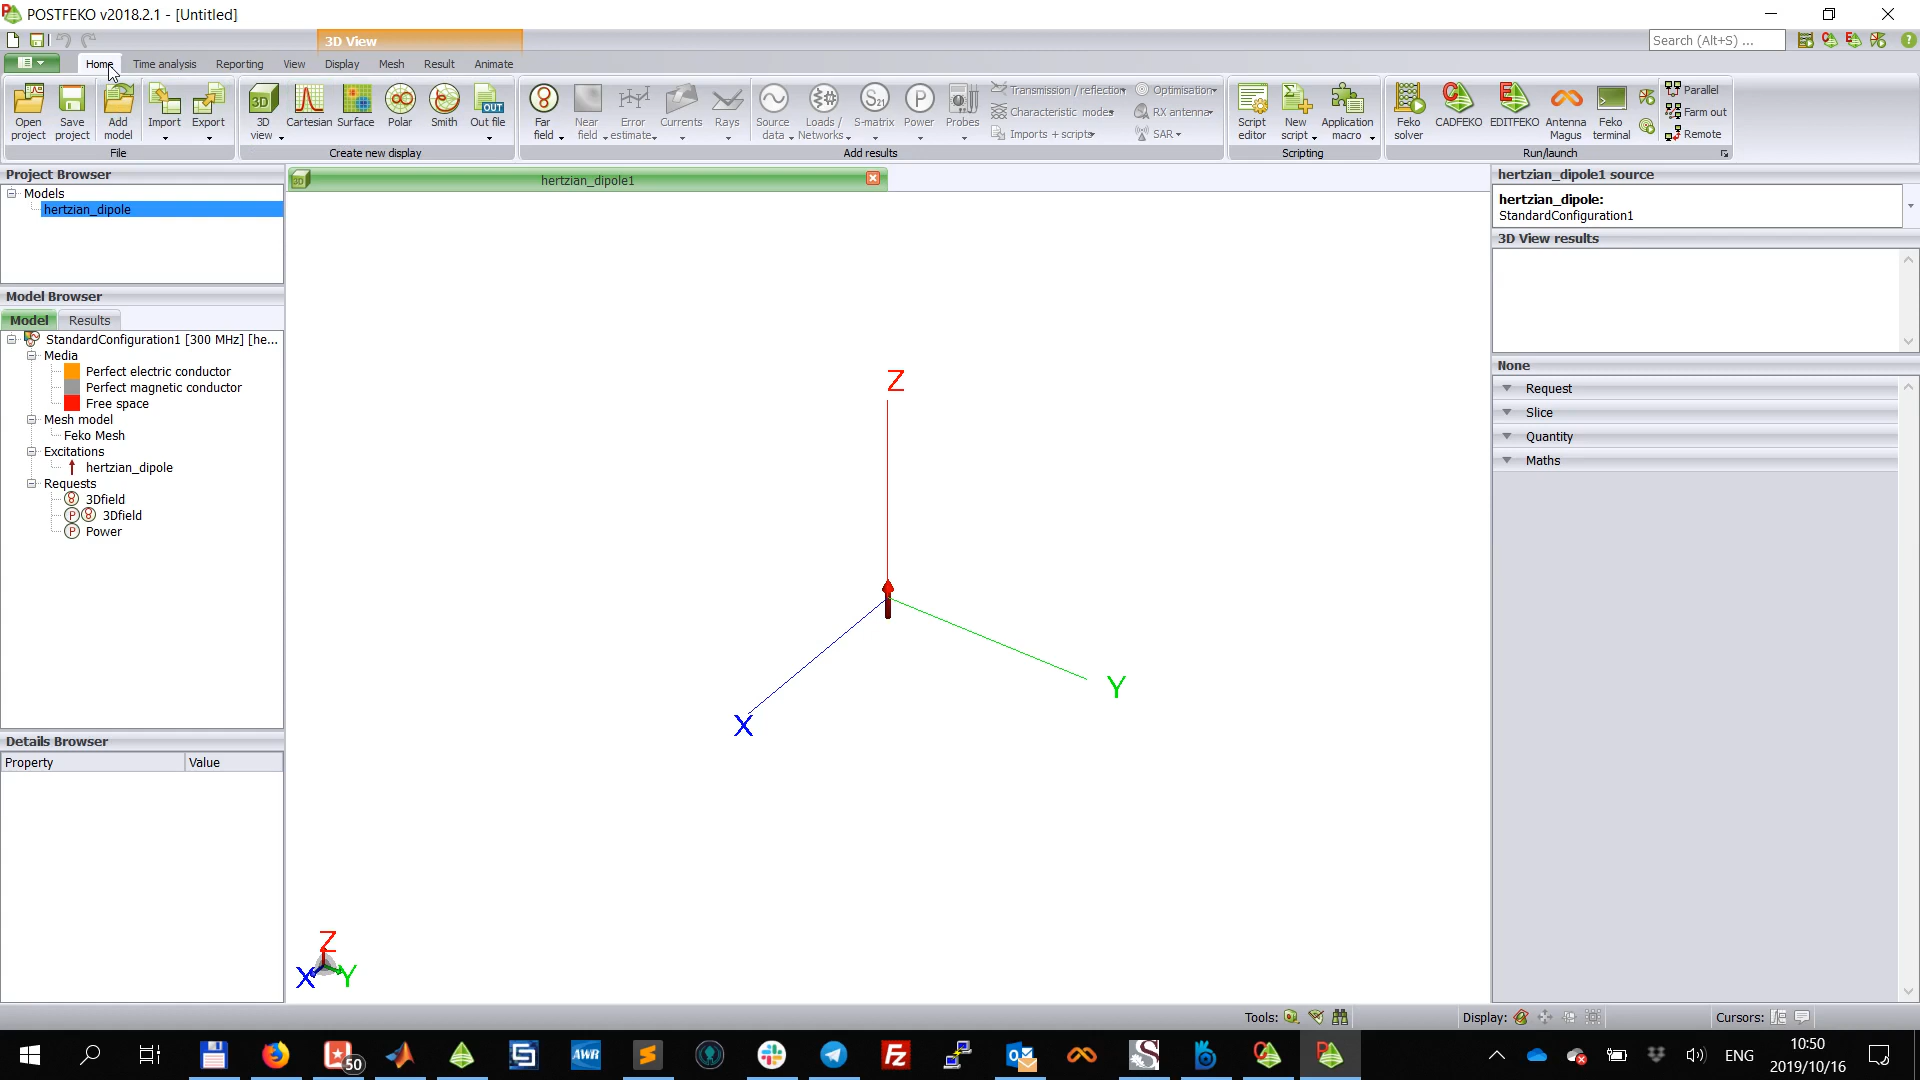 POSTFEKO v2018.2.1 - [Untitled]
3D View
Search (Alt+S) ...
Home Time analysis Reporting View Display Mesh Result Animate
Open project
Save project
Add model
Import
Export
File
3D view
Cartesian
Surface
Polar
Smith
Out file
Create new display
Far field
Near field
Error estimate
Currents
Rays
Source data
Loads / Networks
S-matrix
Power
Probes
Transmission / reflection
Characteristic modes
Imports + scripts
Optimisation
RX antenna
SAR
Add results
Script editor
New script
Application macro
Scripting
Feko solver
CADFEKO
EDITFEKO
Antenna Magus
Feko terminal
Parallel
Farm out
Remote
Run/launch
Project Browser
Models
hertzian_dipole
Model Browser
Model Results
StandardConfiguration1 [300 MHz] [he...
Media
Perfect electric conductor
Perfect magnetic conductor
Free space
Mesh model
Feko Mesh
Excitations
hertzian_dipole
Requests
3Dfield
3Dfield
Power
Details Browser
Property Value
hertzian_dipole1
Z
Y
X
Z
X Y
hertzian_dipole1 source
hertzian_dipole:
StandardConfiguration1
3D View results
None
Request
Slice
Quantity
Maths
Tools:
Display:
Cursors:
50
AWR
ENG
10:50
2019/10/16